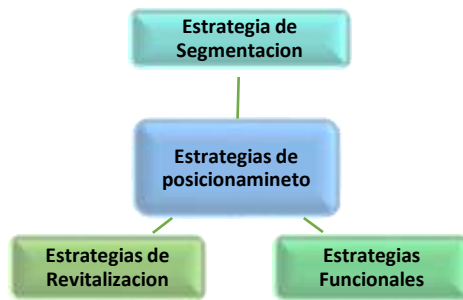 Estrategia de
Segmentacion
Estrategias de
posicionamineto
Estrategias de
Revitalizacion
Estrategias
Funcionales